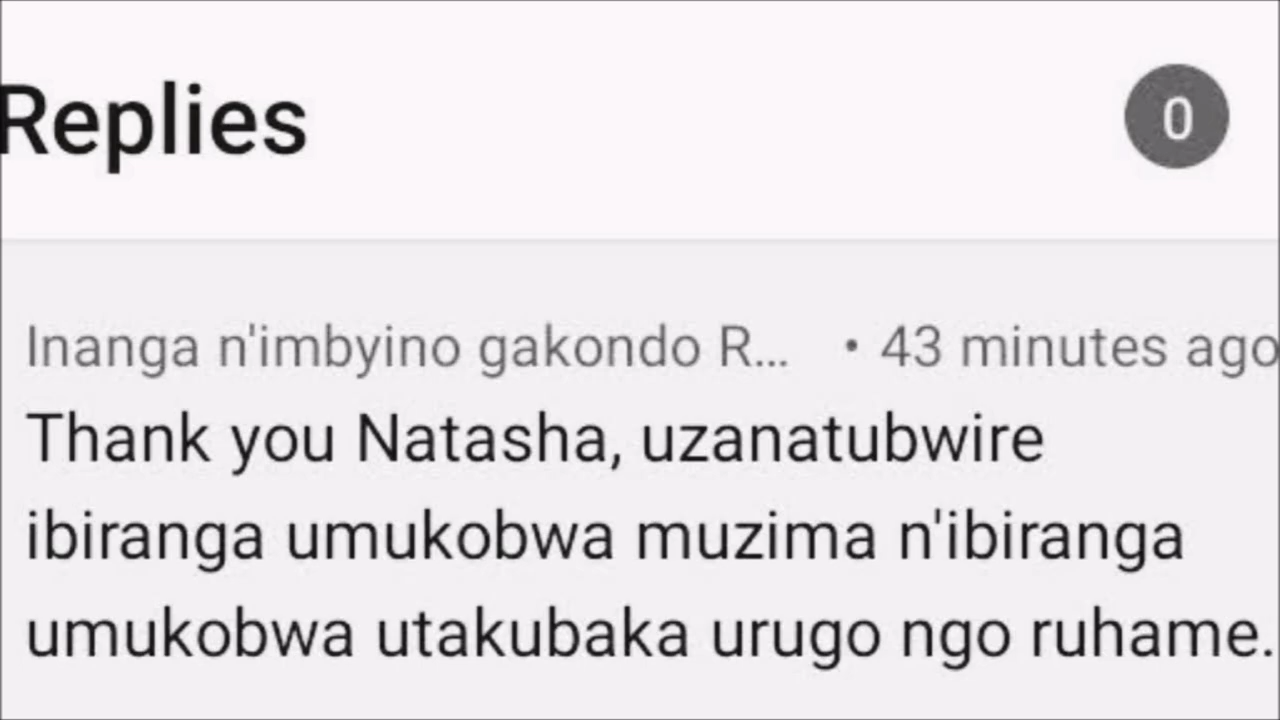 Replies
0
Inanga n'imbyino gakondo R... • 43 minutes ago
Thank you Natasha, uzanatubwire
ibiranga umukobwa muzima n'ibiranga
umukobwa utakubaka urugo ngo ruhame.